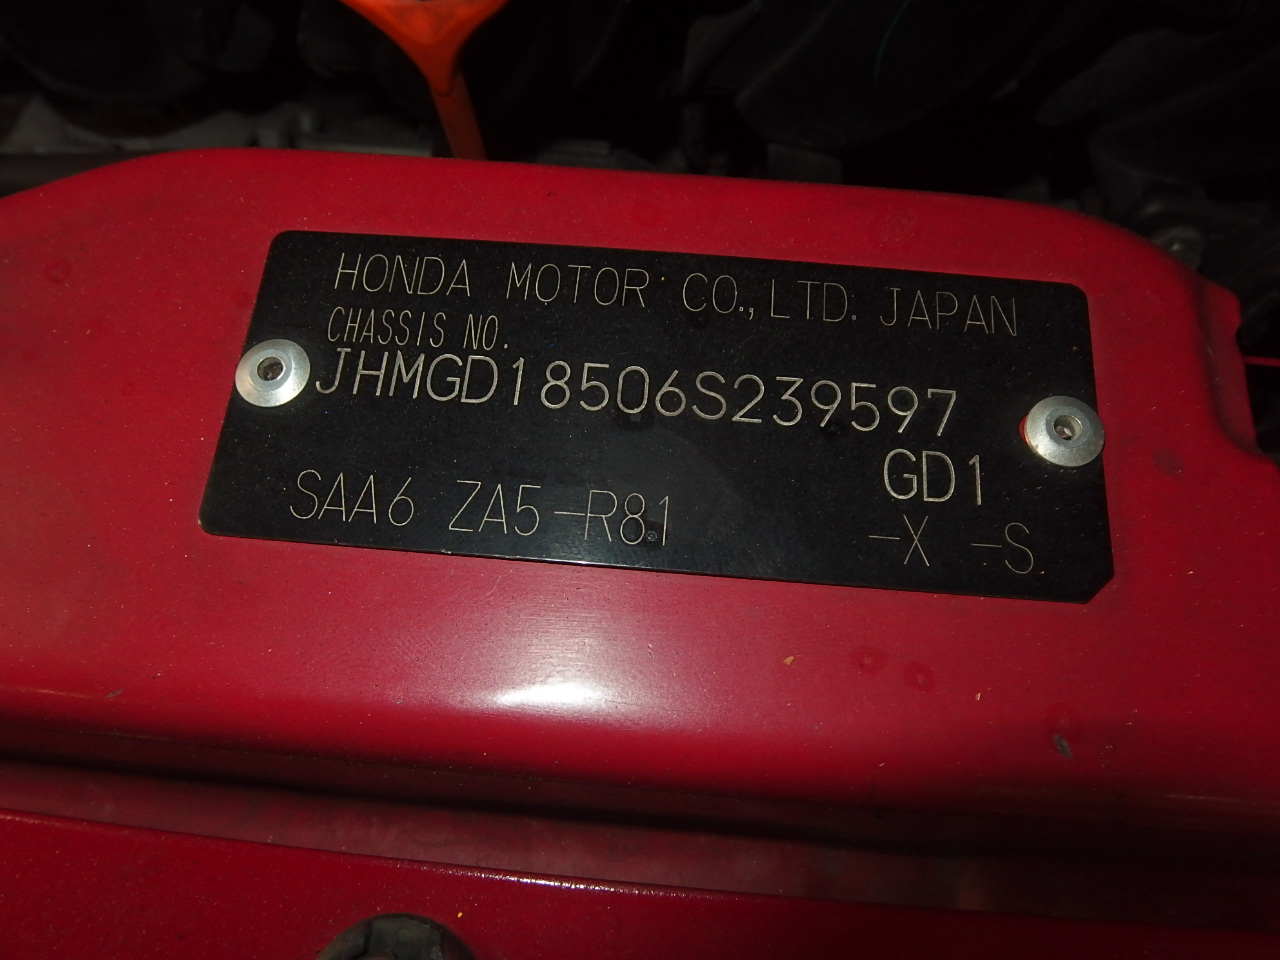 HONDA MOTOR CO., LTD. JAPAN
CHASSIS NO.
JHMGD18506S239597
GD1
SAA6 ZA5-R81 -X -S